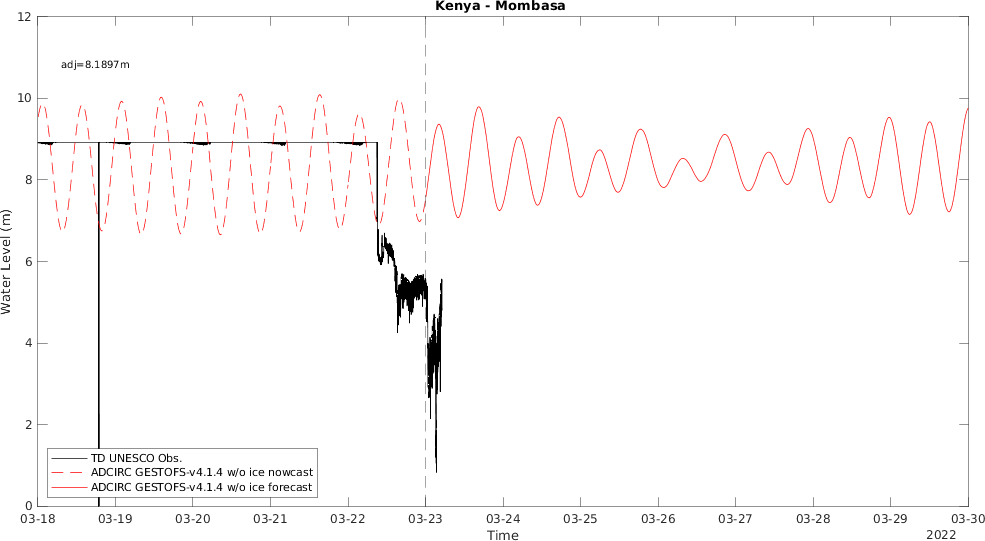 Kenya - Mombasa
12
adj=8.1897m
10
8
6
4
2
0
Water Level (m)
TD UNESCO Obs.
ADCIRC GESTOFS-v4.1.4 w/o ice nowcast
ADCIRC GESTOFS-v4.1.4 w/o ice forecast
03-18 03-19 03-20 03-21 03-22 03-23 03-24 03-25 03-26 03-27 03-28 03-29 03-30
Time
2022